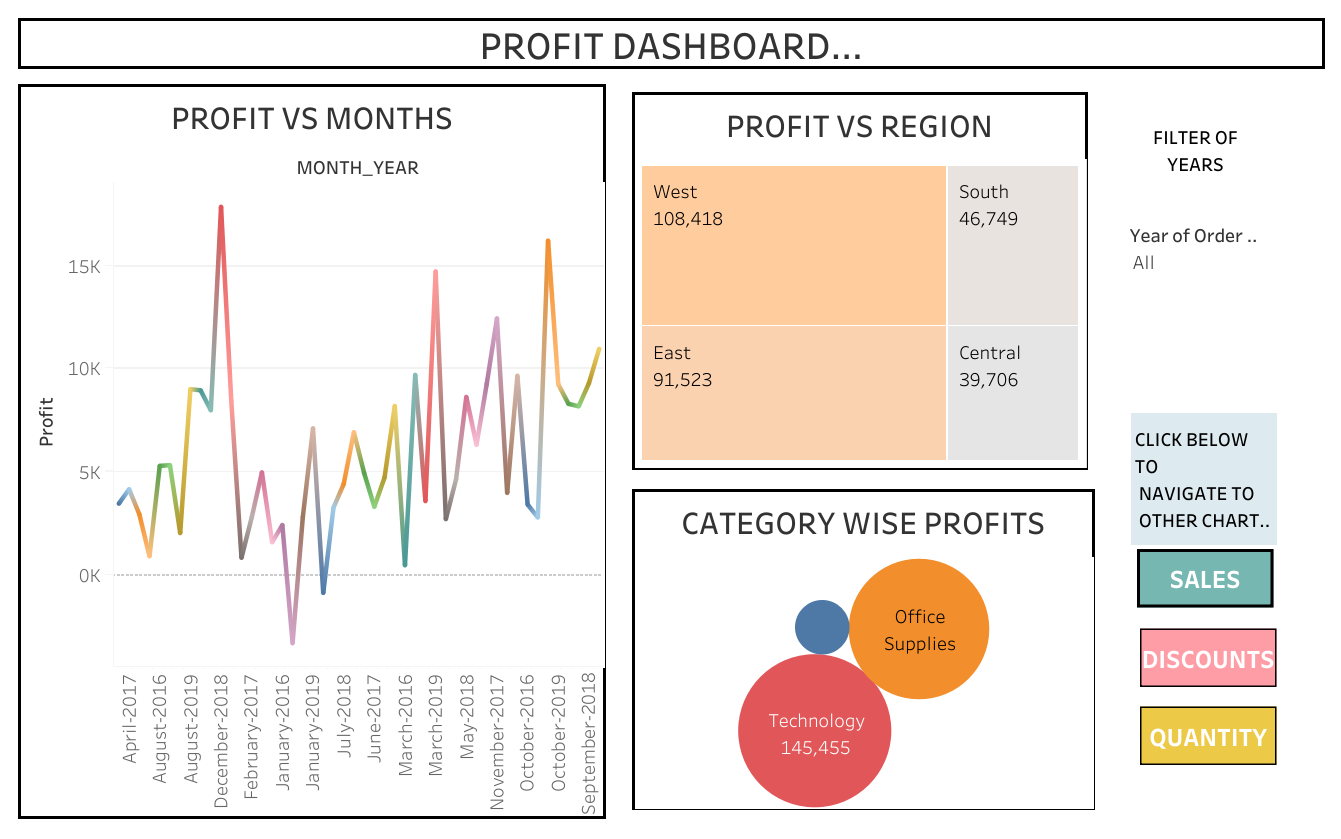 PROFIT DASHBOARD...
PROFIT VS MONTHS
MONTH_YEAR
Profit
15K
10K
5K
0K
April-2017
August-2016
August-2019
December-2018
February-2017
January-2016
January-2019
July-2018
June-2017
March-2016
March-2019
May-2018
November-2017
October-2016
October-2019
September-2018
PROFIT VS REGION
West
108,418
South
46,749
East
91,523
Central
39,706
CATEGORY WISE PROFITS
Office
Supplies
Technology
145,455
FILTER OF
YEARS
Year of Order ..
All
CLICK BELOW
TO
NAVIGATE TO
OTHER CHART..
SALES
DISCOUNTS
QUANTITY